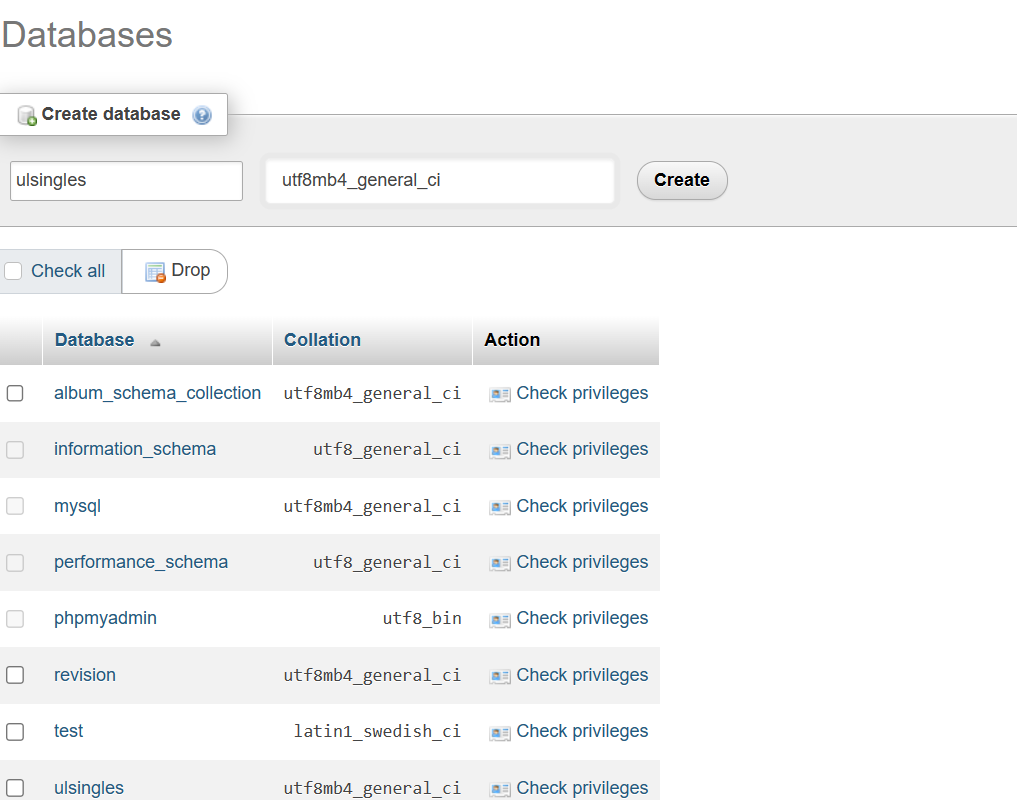 Databases
Create database
ulsingles utf8mb4_general_ci Create
Check all Drop
Database Collation Action
album_schema_collection utf8mb4_general_ci Check privileges
information_schema utf8_general_ci Check privileges
mysql utf8mb4_general_ci Check privileges
performance_schema utf8_general_ci Check privileges
phpmyadmin utf8_bin Check privileges
revision utf8mb4_general_ci Check privileges
test latin1_swedish_ci Check privileges
ulsingles utf8mb4_general_ci Check privileges